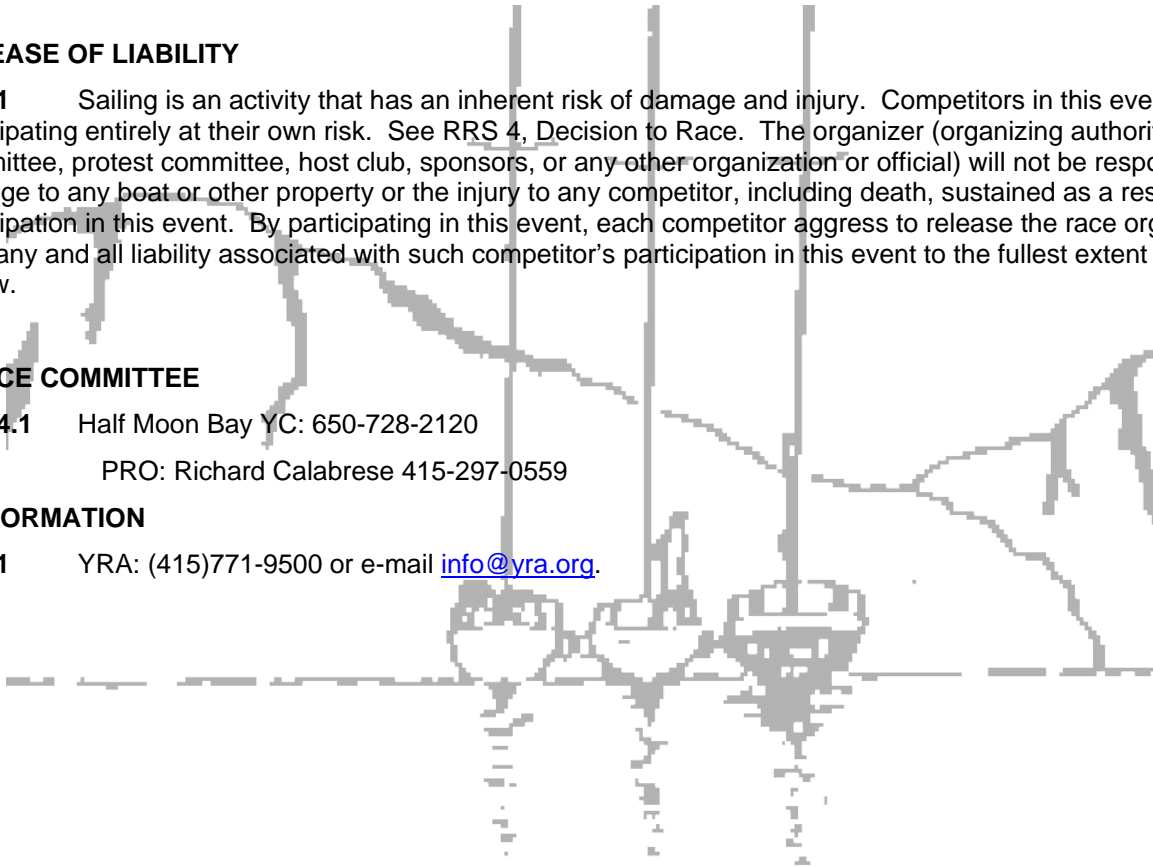 EASE OF LIABILITY
1 Sailing is an activity that has an inherent risk of damage and injury. Competitors in this eve
ipating entirely at their own risk. See RRS 4, Decision to Race. The organizer (organizing authori
ittee, protest committee, host club, sponsors, or any other organization or official) will not be respo
ge to any boat or other property or the injury to any competitor, including death, sustained as a res
ipation in this event. By participating in this event, each competitor aggress to release the race org
any and all liability associated with such competitor's participation in this event to the fullest extent
w.
CE COMMITTEE
4.1 Half Moon Bay YC: 650-728-2120
PRO: Richard Calabrese 415-297-0559
ORMATION
1 YRA: (415)771-9500 or e-mail info@yra.org.